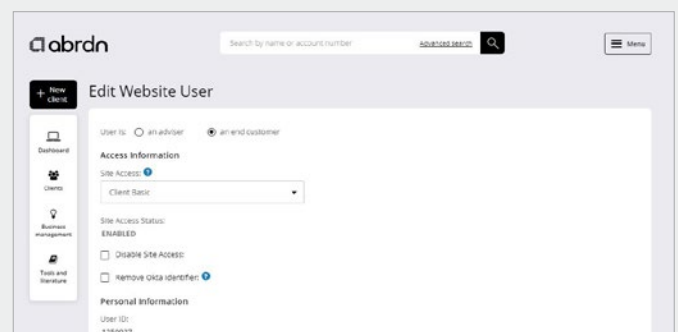 abrdn
Search by name or account number
Advanced search
Menu
+ New client
Edit Website User
Dashboard
Clients
Business management
Tools and literature
User is: an adviser an end customer
Access Information
Site Access:
Client Basic
Site Access Status:
ENABLED
Disable Site Access:
Remove Okta Identifier:
Personal Information
User ID: